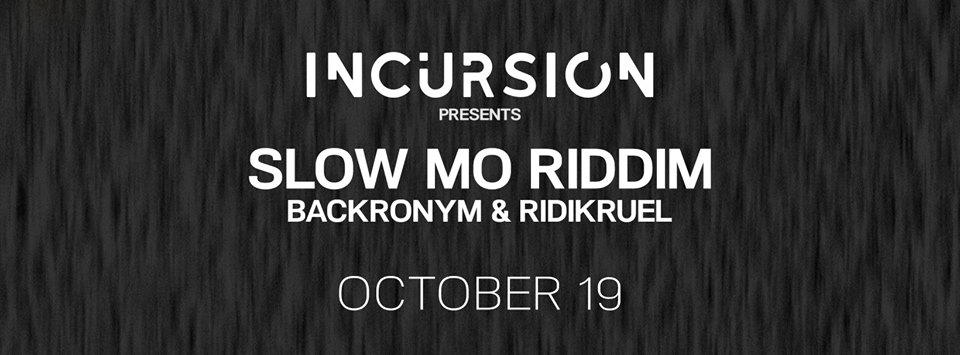 INCURSION
PRESENTS
SLOW MO RIDDIM
BACKRONYM & RIDIKRUEL
OCTOBER 19